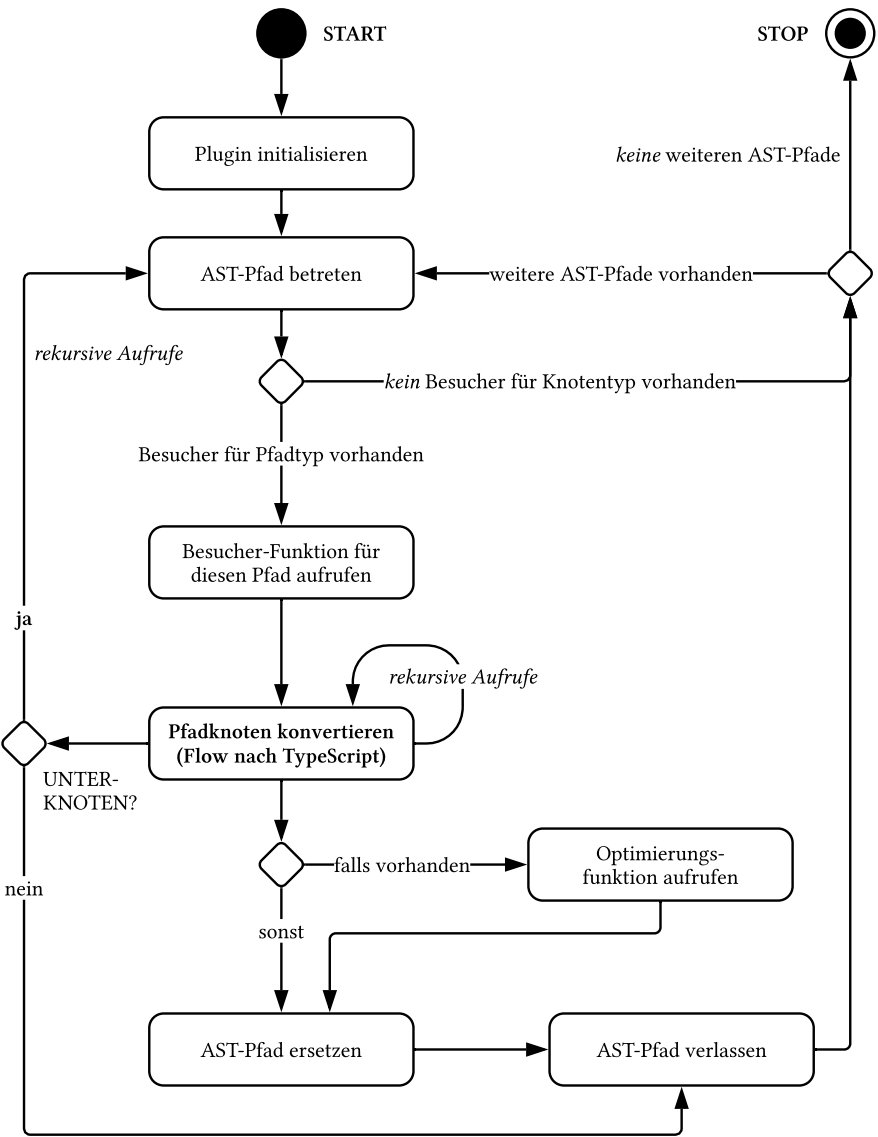 START
STOP
Plugin initialisieren
keine weiteren AST-Pfade
AST-Pfad betreten
weitere AST-Pfade vorhanden
rekursive Aufrufe
kein Besucher für Knotentyp vorhanden
Besucher für Pfadtyp vorhanden
Besucher-Funktion für
diesen Pfad aufrufen
ja
rekursive Aufrufe
Pfadknoten konvertieren
(Flow nach TypeScript)
UNTER-
KNOTEN?
falls vorhanden
Optimierungs-
funktion aufrufen
nein
sonst
AST-Pfad ersetzen
AST-Pfad verlassen